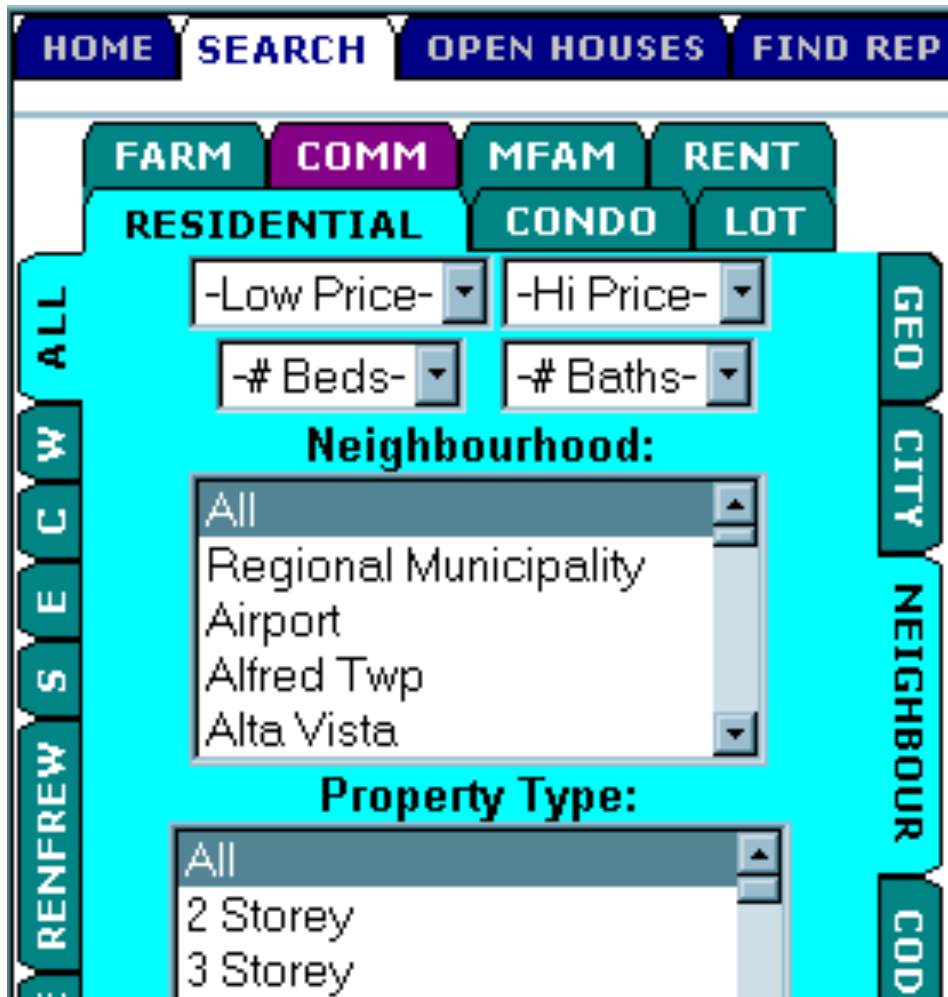 HOME SEARCH OPEN HOUSES FIND REP
FARM COMM MFAM RENT
RESIDENTIAL CONDO LOT
ALL
W
C
E
S
RENFREW
-Low Price- -Hi Price-
-# Beds- -# Baths-
Neighbourhood:
All
Regional Municipality
Airport
Alfred Twp
Alta Vista
Property Type:
All
2 Storey
3 Storey
GEO
CITY
NEIGHBOUR
COD